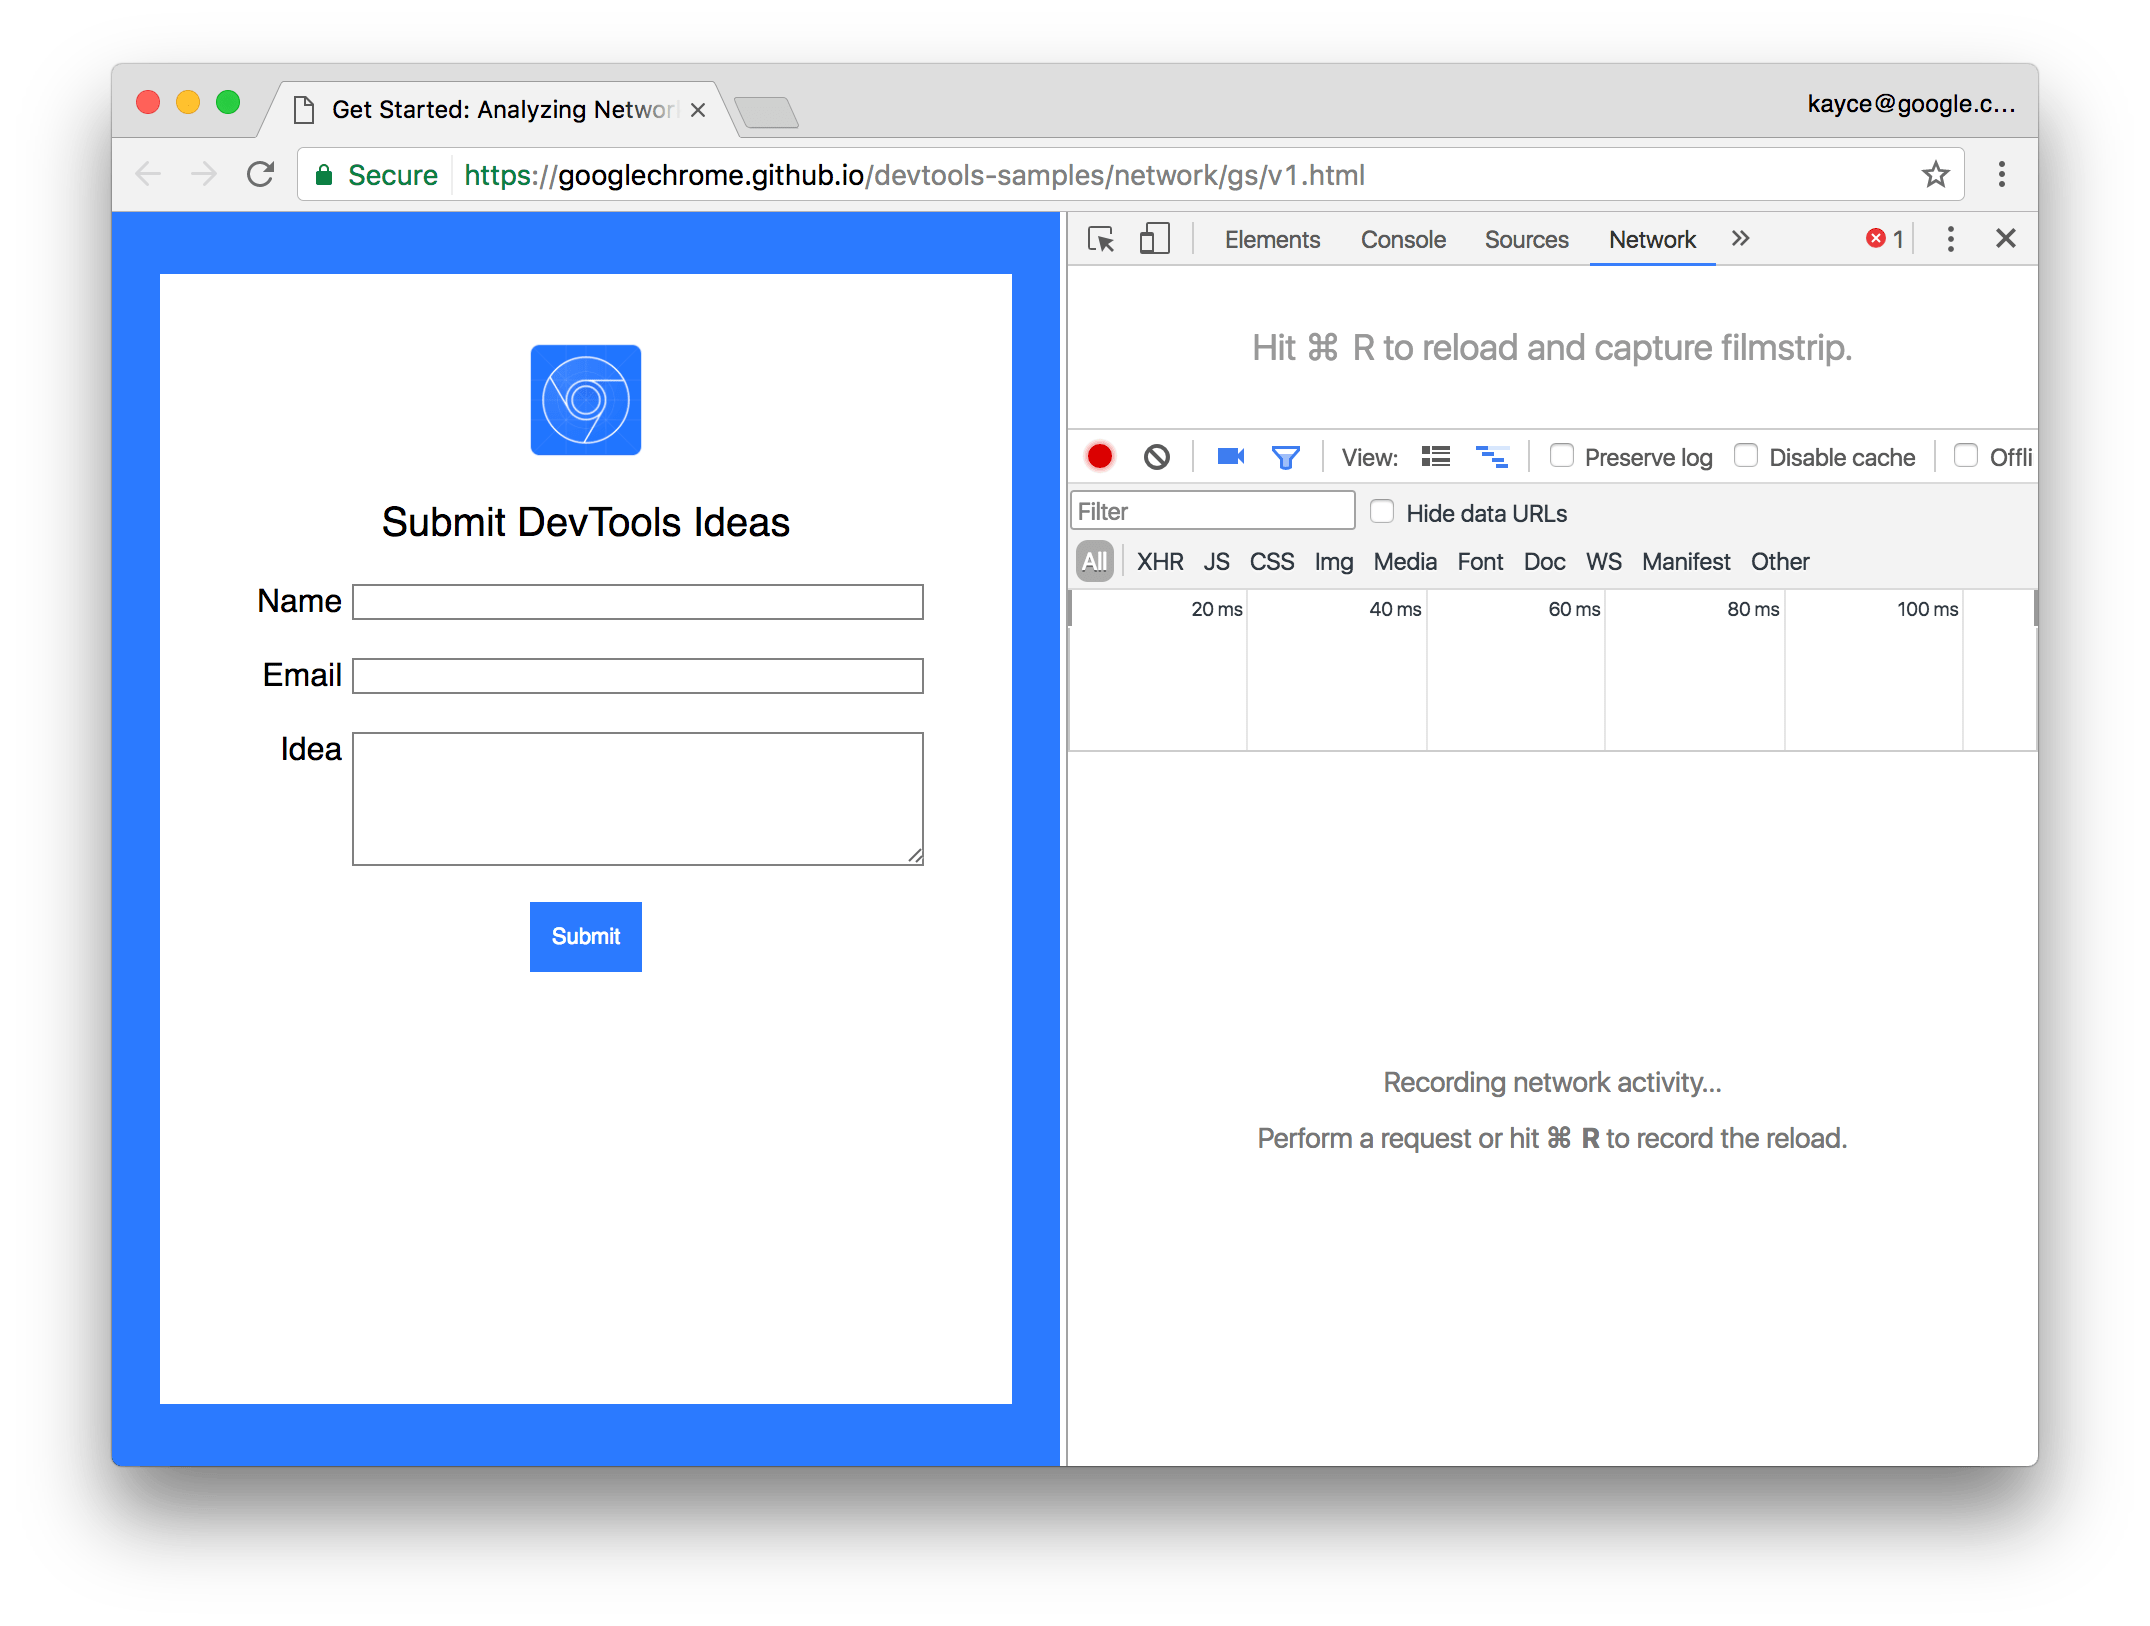 Get Started: Analyzing Network
kayce@google.c...
Secure https://googlechrome.github.io/devtools-samples/network/gs/v1.html
Elements Console Sources Network » 1
Hit ⌘ R to reload and capture filmstrip.
View: Preserve log Disable cache Offli
Filter Hide data URLs
All XHR JS CSS Img Media Font Doc WS Manifest Other
20 ms 40 ms 60 ms 80 ms 100 ms
Recording network activity...
Perform a request or hit ⌘ R to record the reload.
Submit DevTools Ideas
Name
Email
Idea
Submit